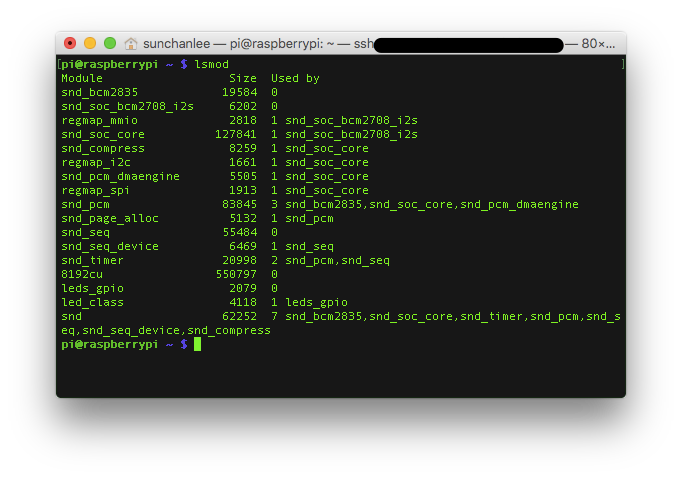 sunchanlee — pi@raspberrypi: ~ — ssh — 80×...
[pi@raspberrypi ~ $ lsmod ]
Module Size Used by
snd_bcm2835 19584 0
snd_soc_bcm2708_i2s 6202 0
regmap_mmio 2818 1 snd_soc_bcm2708_i2s
snd_soc_core 127841 1 snd_soc_bcm2708_i2s
snd_compress 8259 1 snd_soc_core
regmap_i2c 1661 1 snd_soc_core
snd_pcm_dmaengine 5505 1 snd_soc_core
regmap_spi 1913 1 snd_soc_core
snd_pcm 83845 3 snd_bcm2835,snd_soc_core,snd_pcm_dmaengine
snd_page_alloc 5132 1 snd_pcm
snd_seq 55484 0
snd_seq_device 6469 1 snd_seq
snd_timer 20998 2 snd_pcm,snd_seq
8192cu 550797 0
leds_gpio 2079 0
led_class 4118 1 leds_gpio
snd 62252 7 snd_bcm2835,snd_soc_core,snd_timer,snd_pcm,snd_s
eq,snd_seq_device,snd_compress
pi@raspberrypi ~ $